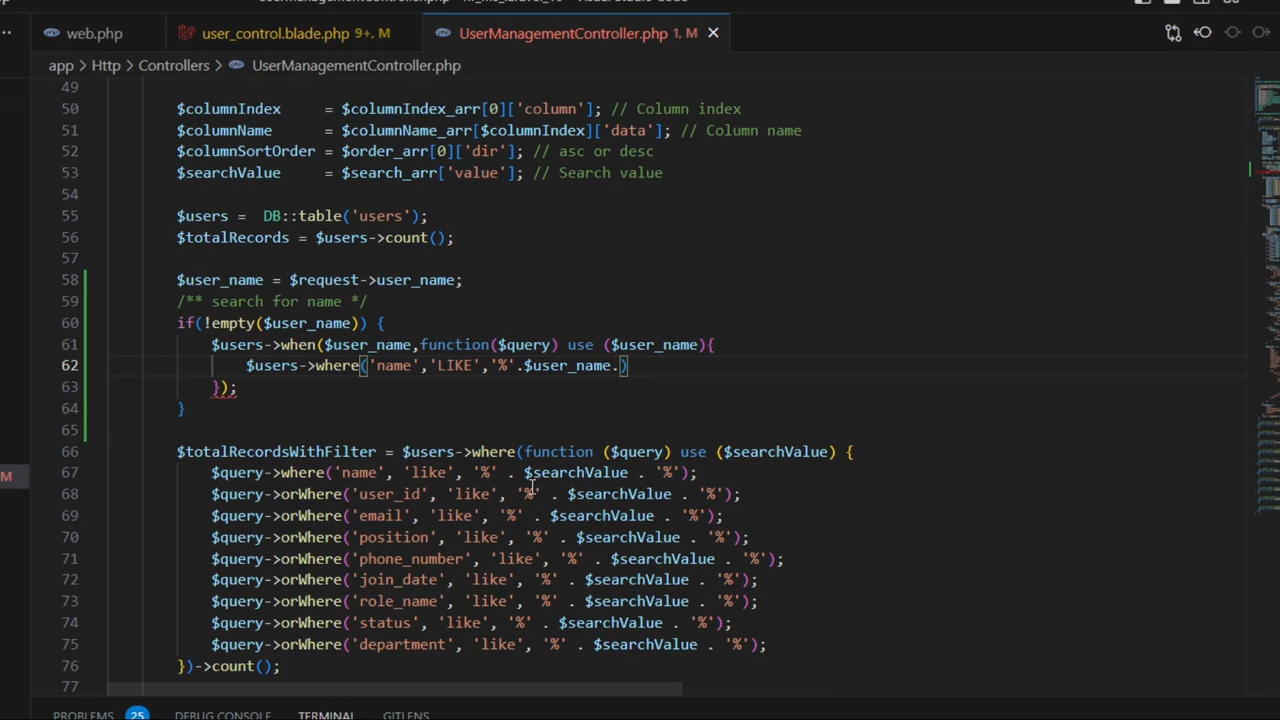 web.php
user_control.blade.php 9+, M
UserManagementController.php 1, M
app > Http > Controllers > UserManagementController.php
49
50 $columnIndex     = $columnIndex_arr[0]['column']; // Column index
51 $columnName      = $columnName_arr[$columnIndex]['data']; // Column name
52 $columnSortOrder = $order_arr[0]['dir']; // asc or desc
53 $searchValue     = $search_arr['value']; // Search value
54
55 $users =  DB::table('users');
56 $totalRecords = $users->count();
57
58 $user_name = $request->user_name;
59 /** search for name */
60 if(!empty($user_name)) {
61     $users->when($user_name,function($query) use ($user_name){
62         $users->where('name','LIKE','%'.$user_name.)
63     });
64 }
65
66 $totalRecordsWithFilter = $users->where(function ($query) use ($searchValue) {
67     $query->where('name', 'like', '%' . $searchValue . '%');
68     $query->orWhere('user_id', 'like', '%' . $searchValue . '%');
69     $query->orWhere('email', 'like', '%' . $searchValue . '%');
70     $query->orWhere('position', 'like', '%' . $searchValue . '%');
71     $query->orWhere('phone_number', 'like', '%' . $searchValue . '%');
72     $query->orWhere('join_date', 'like', '%' . $searchValue . '%');
73     $query->orWhere('role_name', 'like', '%' . $searchValue . '%');
74     $query->orWhere('status', 'like', '%' . $searchValue . '%');
75     $query->orWhere('department', 'like', '%' . $searchValue . '%');
76 })->count();
77
M
PROBLEMS 25 DEBUG CONSOLE TERMINAL GITLENS